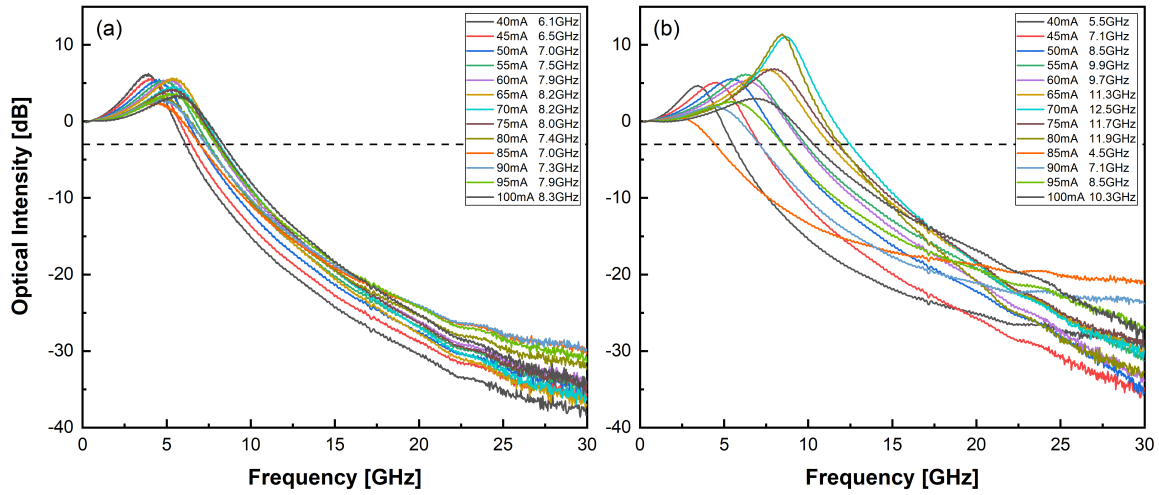 (a)
40mA 6.1GHz
45mA 6.5GHz
50mA 7.0GHz
55mA 7.5GHz
60mA 7.9GHz
65mA 8.2GHz
70mA 8.2GHz
75mA 8.0GHz
80mA 7.4GHz
85mA 7.0GHz
90mA 7.3GHz
95mA 7.9GHz
100mA 8.3GHz
10
0
-10
-20
-30
-40
0 5 10 15 20 25 30
Optical Intensity [dB]
Frequency [GHz]
(b)
40mA 5.5GHz
45mA 7.1GHz
50mA 8.5GHz
55mA 9.9GHz
60mA 9.7GHz
65mA 11.3GHz
70mA 12.5GHz
75mA 11.7GHz
80mA 11.9GHz
85mA 4.5GHz
90mA 7.1GHz
95mA 8.5GHz
100mA 10.3GHz
10
0
-10
-20
-30
-40
0 5 10 15 20 25 30
Frequency [GHz]